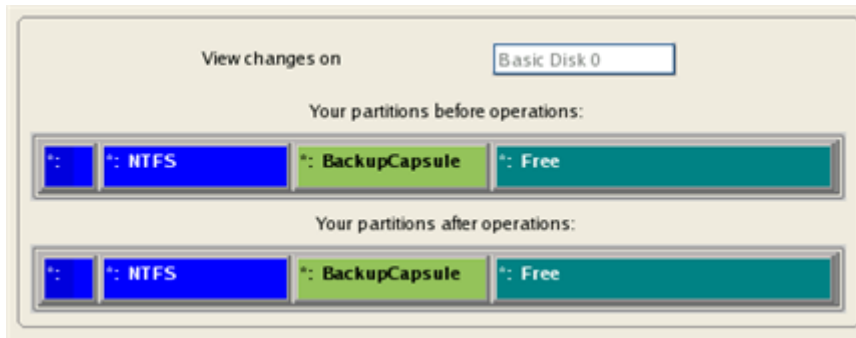 View changes on Basic Disk 0
Your partitions before operations:
*: *: NTFS *: BackupCapsule *: Free
Your partitions after operations:
*: *: NTFS *: BackupCapsule *: Free